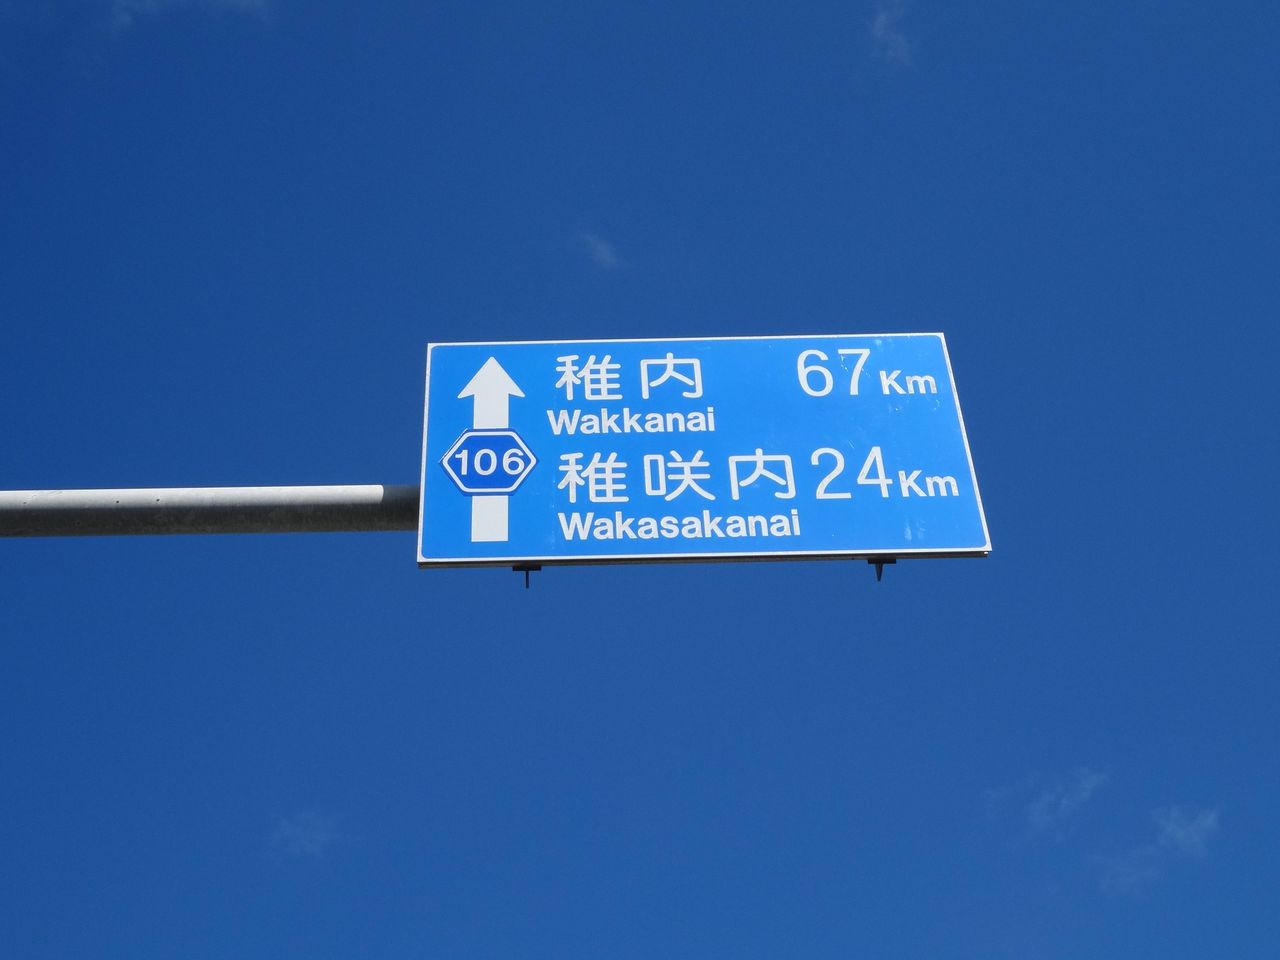 稚内 67Km
Wakkanai
106
稚咲内 24Km
Wakasakanai